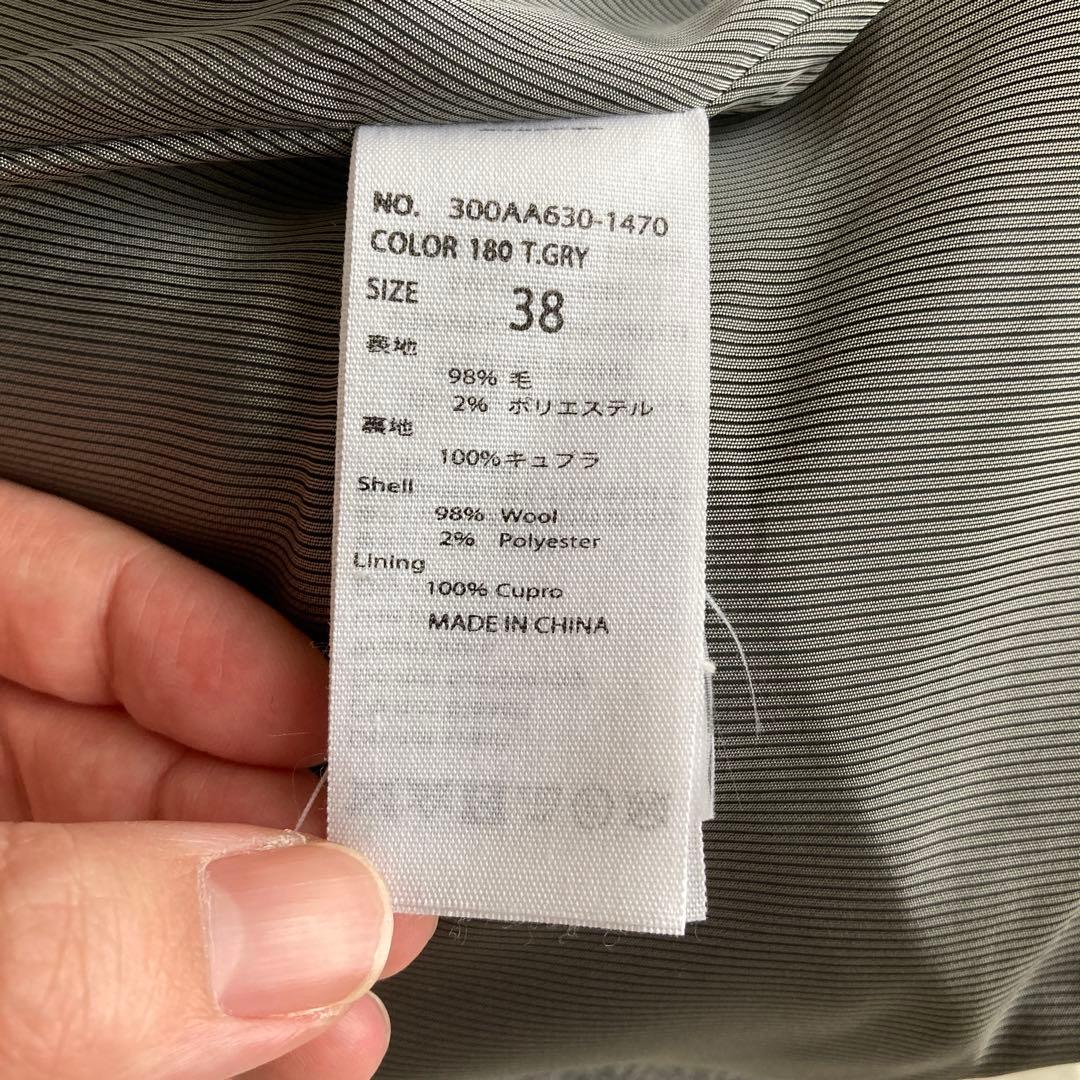 NO. 300AA630-1470
COLOR 180 T.GRY
SIZE 38
表地
98% 毛
2% ポリエステル
裏地
100%キュプラ
Shell
98% Wool
2% Polyester
Lining
100% Cupro
MADE IN CHINA